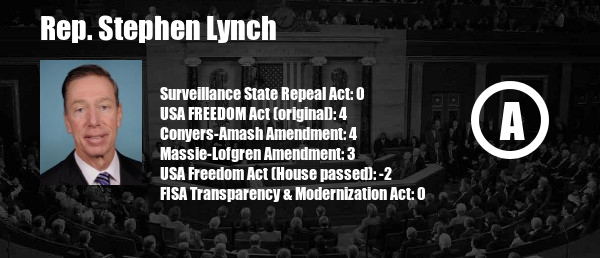 Rep. Stephen Lynch
Surveillance State Repeal Act: 0
USA FREEDOM Act (original): 4
Conyers-Amash Amendment: 4
Massie-Lofgren Amendment: 3
USA Freedom Act (House passed): -2
FISA Transparency & Modernization Act: 0
A